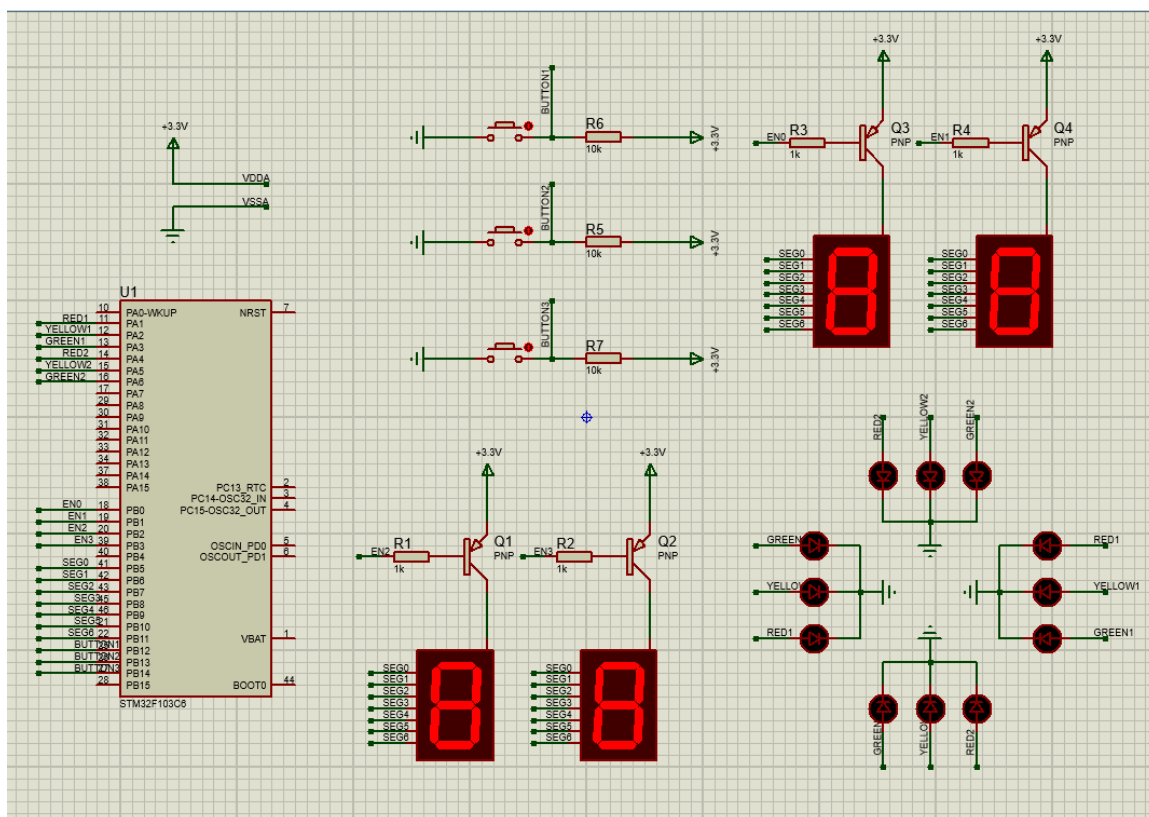 +3.3V
+3.3V
BUTTON1
R6
10k
+3.3V
EN0
R3
1k
Q3
PNP
EN1
R4
1k
Q4
PNP
+3.3V
VDDA
VSSA
BUTTON2
R5
10k
+3.3V
SEG0
SEG1
SEG2
SEG3
SEG4
SEG5
SEG6
SEG0
SEG1
SEG2
SEG3
SEG4
SEG5
SEG6
BUTTON3
R7
10k
+3.3V
U1
10 PA0-WKUP
NRST 7
RED1 11 PA1
YELLOW1 12 PA2
GREEN1 13 PA3
RED2 14 PA4
YELLOW2 15 PA5
GREEN2 16 PA6
17 PA7
29 PA8
30 PA9
31 PA10
32 PA11
33 PA12
34 PA13
37 PA14
38 PA15
PC13_RTC 2
PC14-OSC32_IN 3
PC15-OSC32_OUT 4
EN0 18 PB0
EN1 19 PB1
EN2 20 PB2
EN3 39 PB3
40 PB4
OSCIN_PD0 5
OSCOUT_PD1 6
SEG0 41 PB5
SEG1 42 PB6
SEG2 43 PB7
SEG3 45 PB8
SEG4 46 PB9
SEG5 21 PB10
SEG6 22 PB11
BUTTON1 PB12
BUTTON2 PB13
BUTTON3 PB14
28 PB15
VBAT 1
BOOT0 44
STM32F103C6
+3.3V
+3.3V
EN2
R1
1k
Q1
PNP
EN3
R2
1k
Q2
PNP
SEG0
SEG1
SEG2
SEG3
SEG4
SEG5
SEG6
SEG0
SEG1
SEG2
SEG3
SEG4
SEG5
SEG6
RED2
YELLOW2
GREEN2
GREEN
YELLO
RED1
RED1
YELLOW1
GREEN1
GREEN
YELLO
RED2